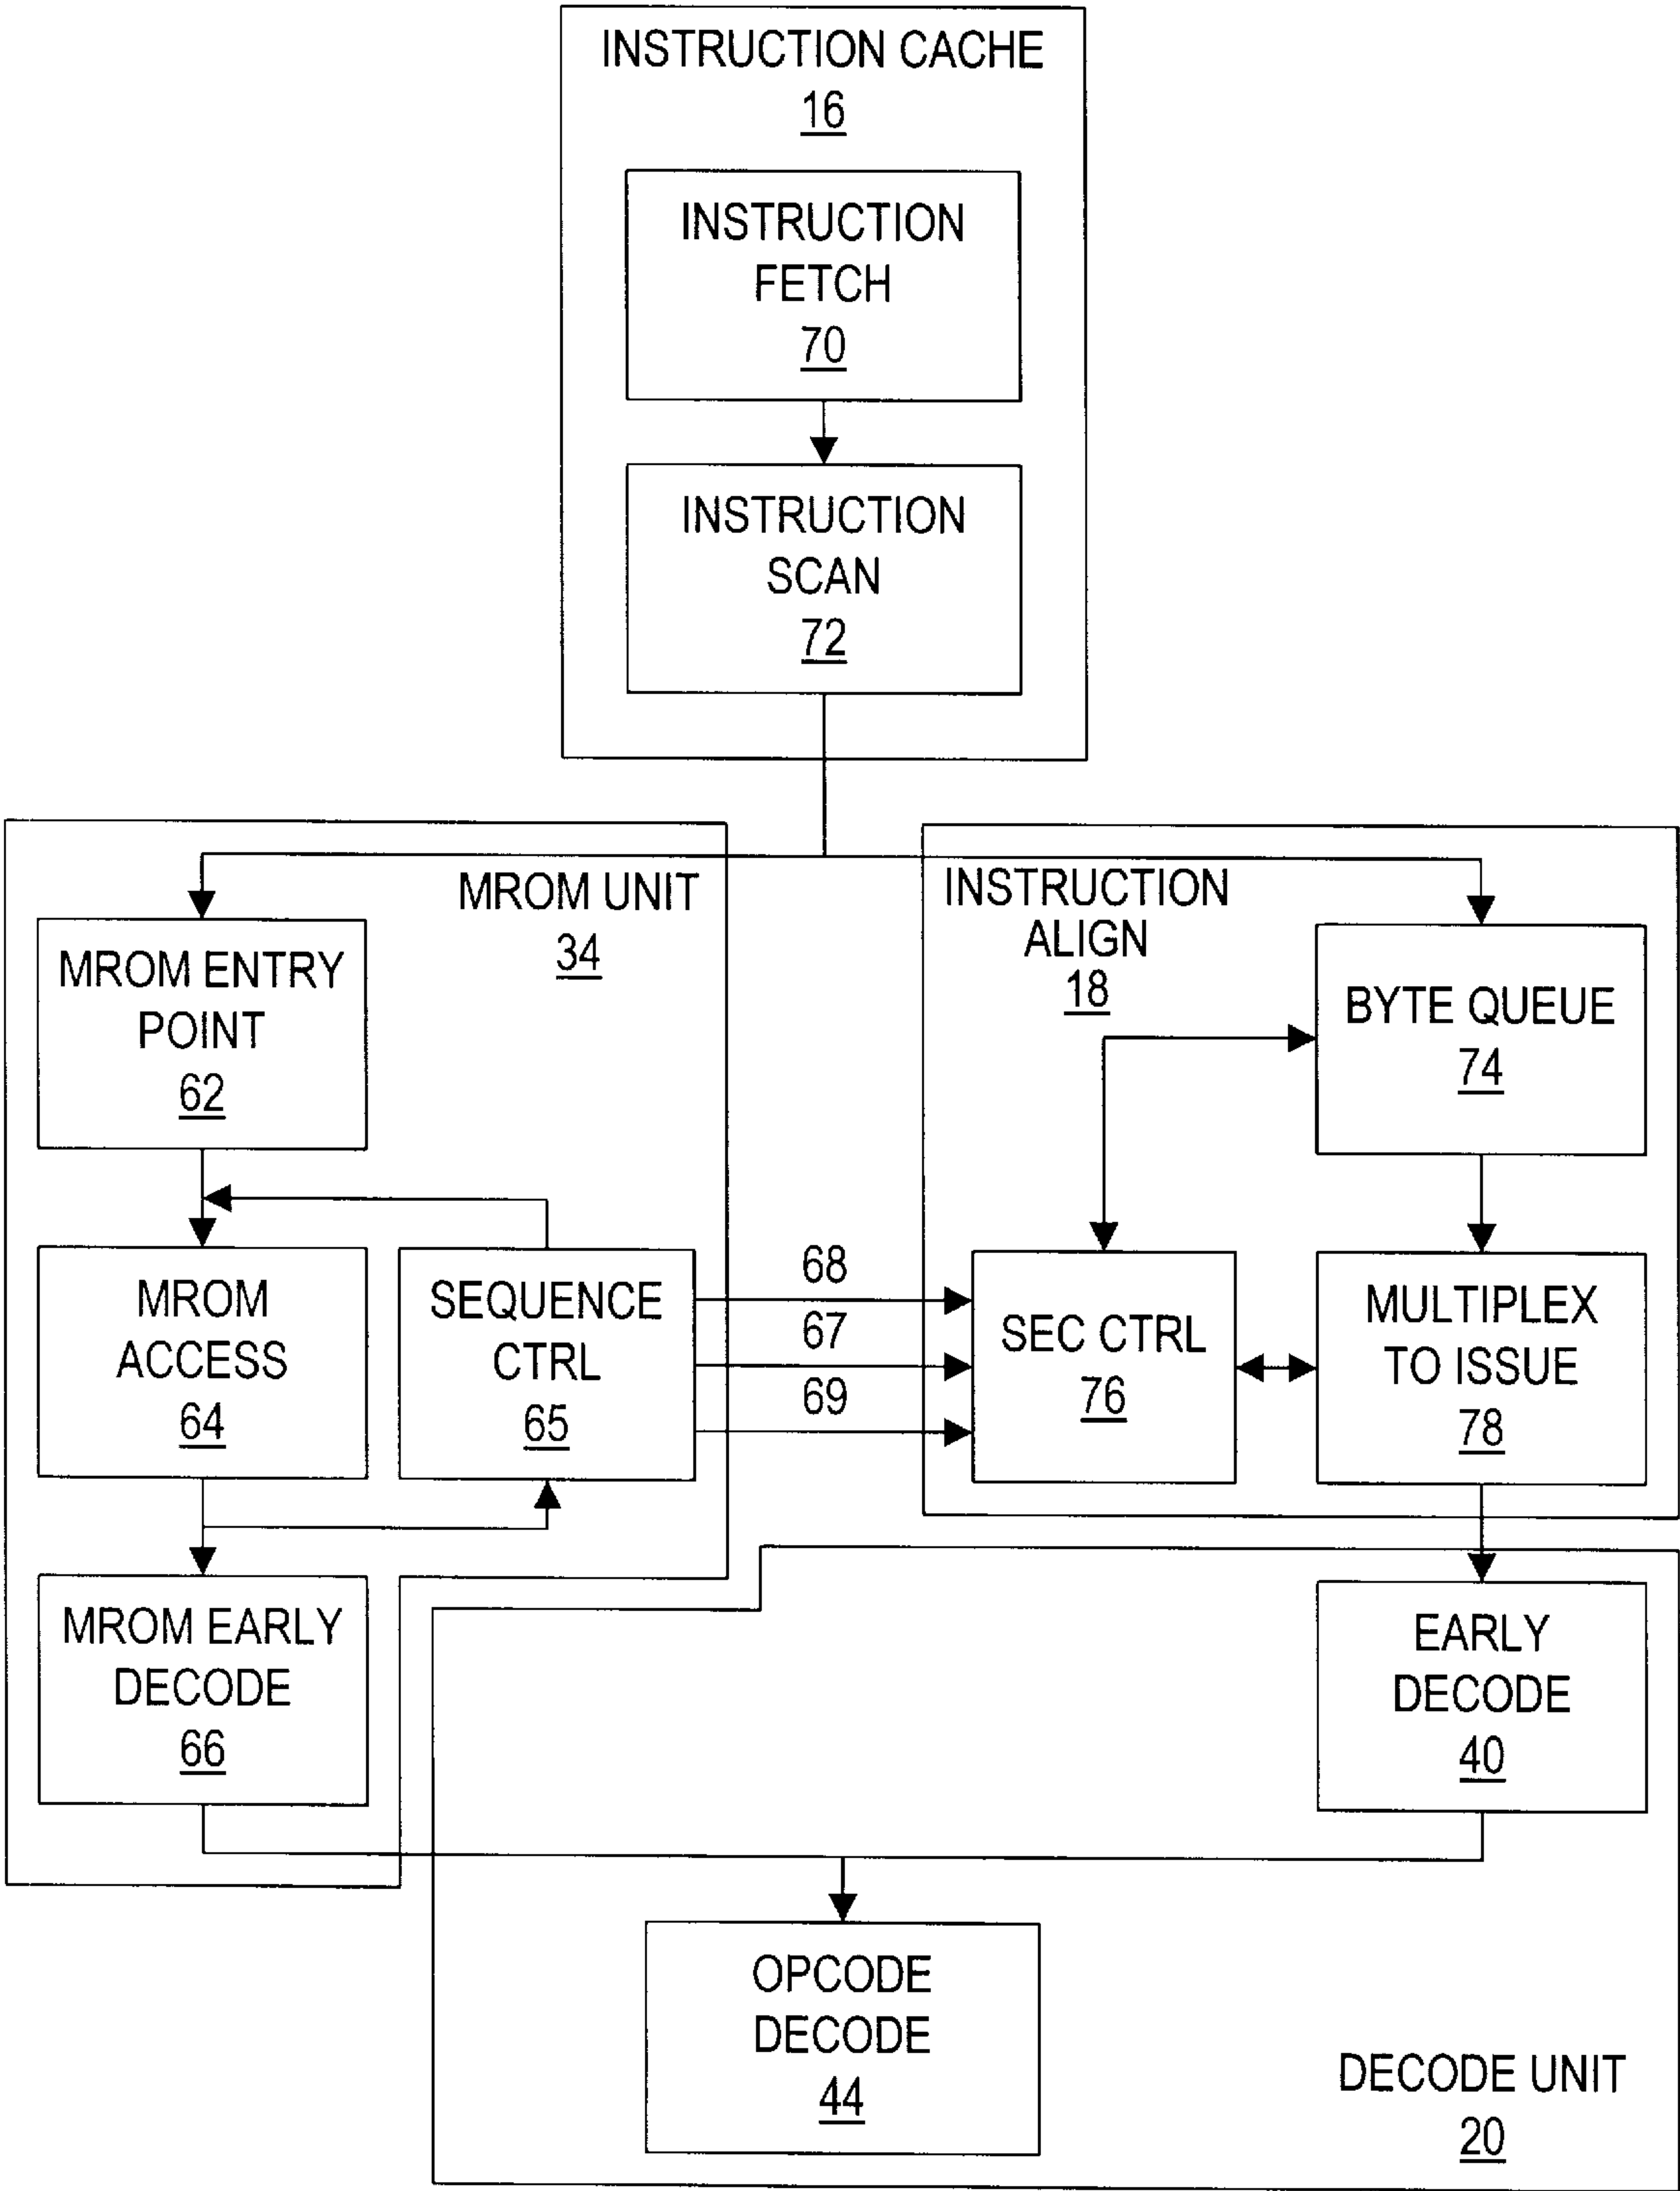 INSTRUCTION CACHE
16
INSTRUCTION
FETCH
70
INSTRUCTION
SCAN
72
MROM UNIT
34
MROM ENTRY
POINT
62
MROM
ACCESS
64
SEQUENCE
CTRL
65
MROM EARLY
DECODE
66
68
67
69
INSTRUCTION
ALIGN
18
BYTE QUEUE
74
SEC CTRL
76
MULTIPLEX
TO ISSUE
78
EARLY
DECODE
40
OPCODE
DECODE
44
DECODE UNIT
20